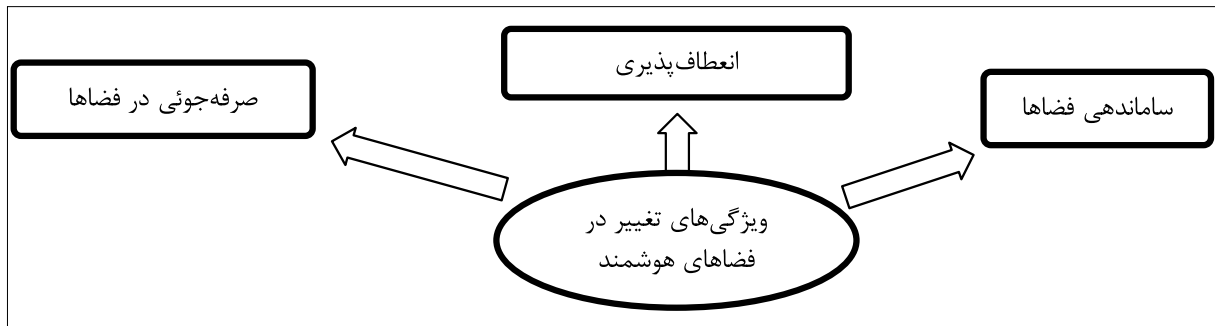 انعطاف‌پذیری
ساماندهی فضاها
صرفه‌جوئی در فضاها
ویژگی‌های تغییر در
فضاهای هوشمند